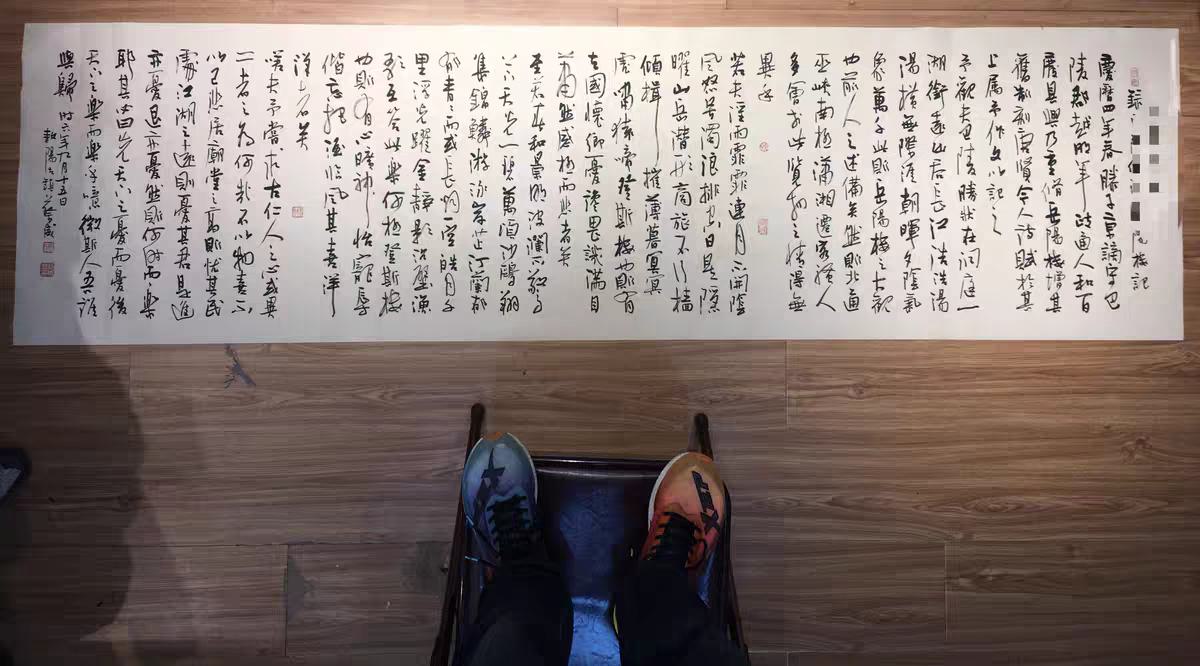 錄 陽樓記
慶曆四年春滕子京謫守巴
陵郡越明年政通人和百
廢具興乃重修岳陽樓增其
舊制刻唐賢今人詩賦於其
上屬予作文以記之
予觀夫巴陵勝狀在洞庭一
湖銜遠山吞長江浩浩湯
湯橫無際涯朝暉夕陰氣
象萬千此則岳陽樓之大觀
也前人之述備矣然則北通
巫峽南極瀟湘遷客騷人
多會於此覽物之情得無
異乎
若夫淫雨霏霏連月不開陰
風怒號濁浪排空日星隱
曜山岳潛形商旅不行檣
傾楫摧薄暮冥冥
虎嘯猿啼登斯樓也則有
去國懷鄉憂讒畏譏滿目
蕭然感極而悲者矣
至若春和景明波瀾不驚上
下天光一碧萬頃沙鷗翔
集錦鱗游泳岸芷汀蘭郁
郁青青而或長煙一空皓月千
里浮光躍金靜影沉璧漁
歌互答此樂何極登斯樓
也則有心曠神怡寵辱
偕忘把酒臨風其喜洋
洋者矣
嗟夫予嘗求古仁人之心或異
二者之為何哉不以物喜不
以己悲居廟堂之高則憂其民
處江湖之遠則憂其君是進
亦憂退亦憂然則何時而樂
耶其必曰先天下之憂而憂後
天下之樂而樂乎噫微斯人吾誰
與歸 時六年九月十五日